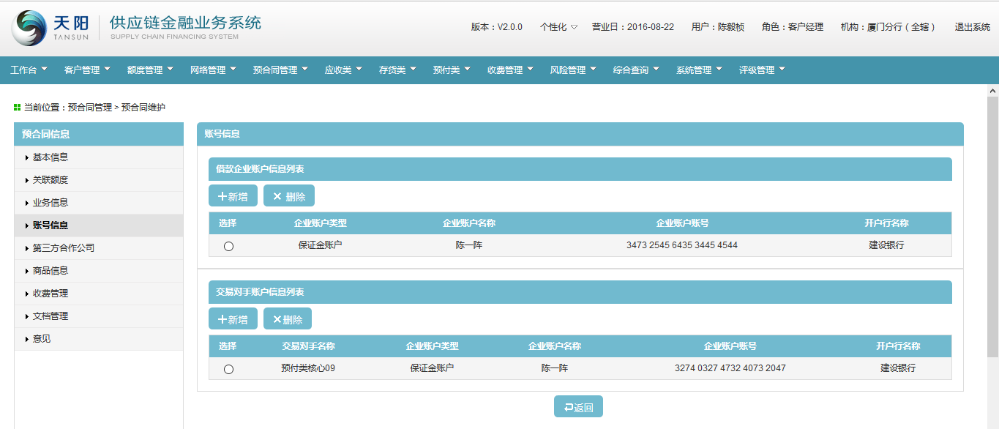 天阳 TANSUN 供应链金融业务系统 SUPPLY CHAIN FINANCING SYSTEM
版本：V2.0.0 个性化 营业日：2016-08-22 用户：陈毅桢 角色：客户经理 机构：厦门分行（全辖） 退出系统
工作台 客户管理 额度管理 网络管理 预合同管理 应收类 存货类 预付类 收费管理 风险管理 综合查询 系统管理 评级管理
当前位置：预合同管理 > 预合同维护
预合同信息
基本信息
关联额度
业务信息
账号信息
第三方合作公司
商品信息
收费管理
文档管理
意见
账号信息
借款企业账户信息列表
新增 删除
选择 企业账户类型 企业账户名称 企业账户账号 开户行名称
保证金账户 陈一阵 3473 2545 6435 3445 4544 建设银行
交易对手账户信息列表
新增 删除
选择 交易对手名称 企业账户类型 企业账户名称 企业账户账号 开户行名称
预付类核心09 保证金账户 陈一阵 3274 0327 4732 4073 2047 建设银行
返回